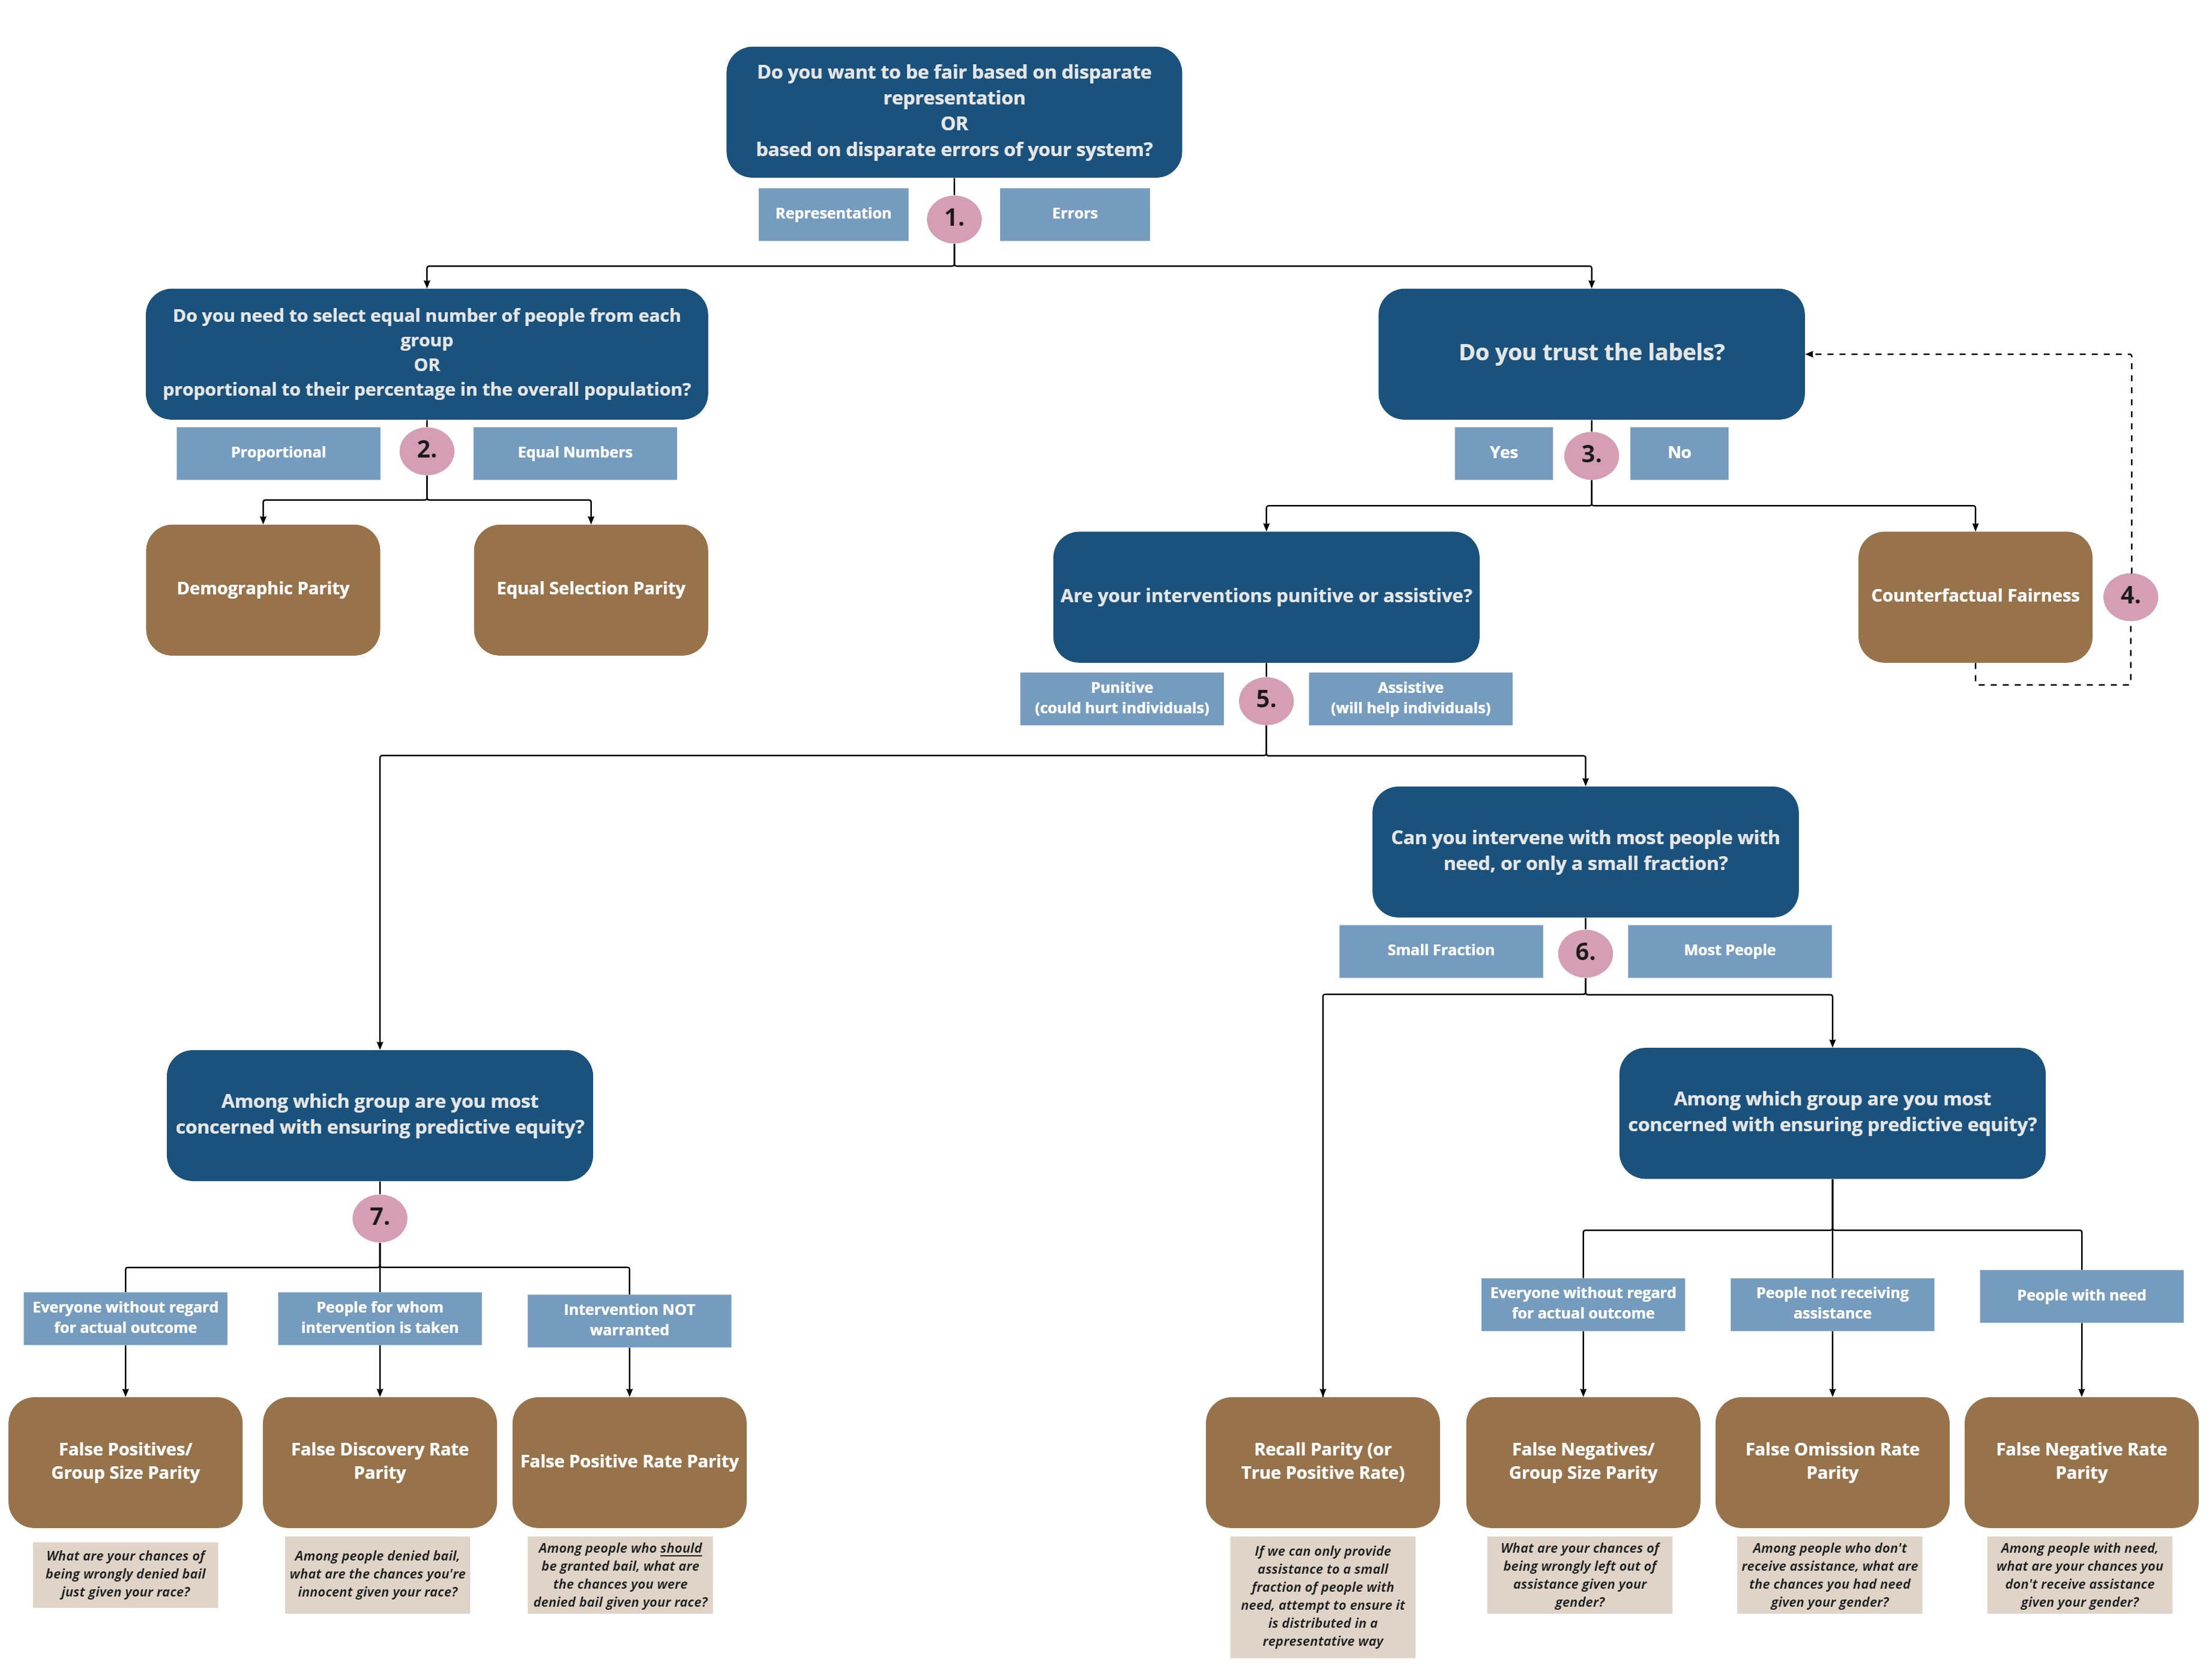 Do you want to be fair based on disparate
representation
OR
based on disparate errors of your system?
Representation
1.
Errors
Do you need to select equal number of people from each
group
OR
proportional to their percentage in the overall population?
Do you trust the labels?
Proportional
2.
Equal Numbers
Yes
3.
No
Demographic Parity
Equal Selection Parity
Are your interventions punitive or assistive?
Counterfactual Fairness
4.
Punitive
(could hurt individuals)
5.
Assistive
(will help individuals)
Can you intervene with most people with
need, or only a small fraction?
Small Fraction
6.
Most People
Among which group are you most
concerned with ensuring predictive equity?
Among which group are you most
concerned with ensuring predictive equity?
7.
Everyone without regard
for actual outcome
People for whom
intervention is taken
Intervention NOT
warranted
Everyone without regard
for actual outcome
People not receiving
assistance
People with need
False Positives/
Group Size Parity
False Discovery Rate
Parity
False Positive Rate Parity
Recall Parity (or
True Positive Rate)
False Negatives/
Group Size Parity
False Omission Rate
Parity
False Negative Rate
Parity
What are your chances of
being wrongly denied bail
just given your race?
Among people denied bail,
what are the chances you're
innocent given your race?
Among people who should
be granted bail, what are
the chances you were
denied bail given your race?
If we can only provide
assistance to a small
fraction of people with
need, attempt to ensure it
is distributed in a
representative way
What are your chances of
being wrongly left out of
assistance given your
gender?
Among people who don't
receive assistance, what are
the chances you had need
given your gender?
Among people with need,
what are your chances you
don't receive assistance
given your gender?